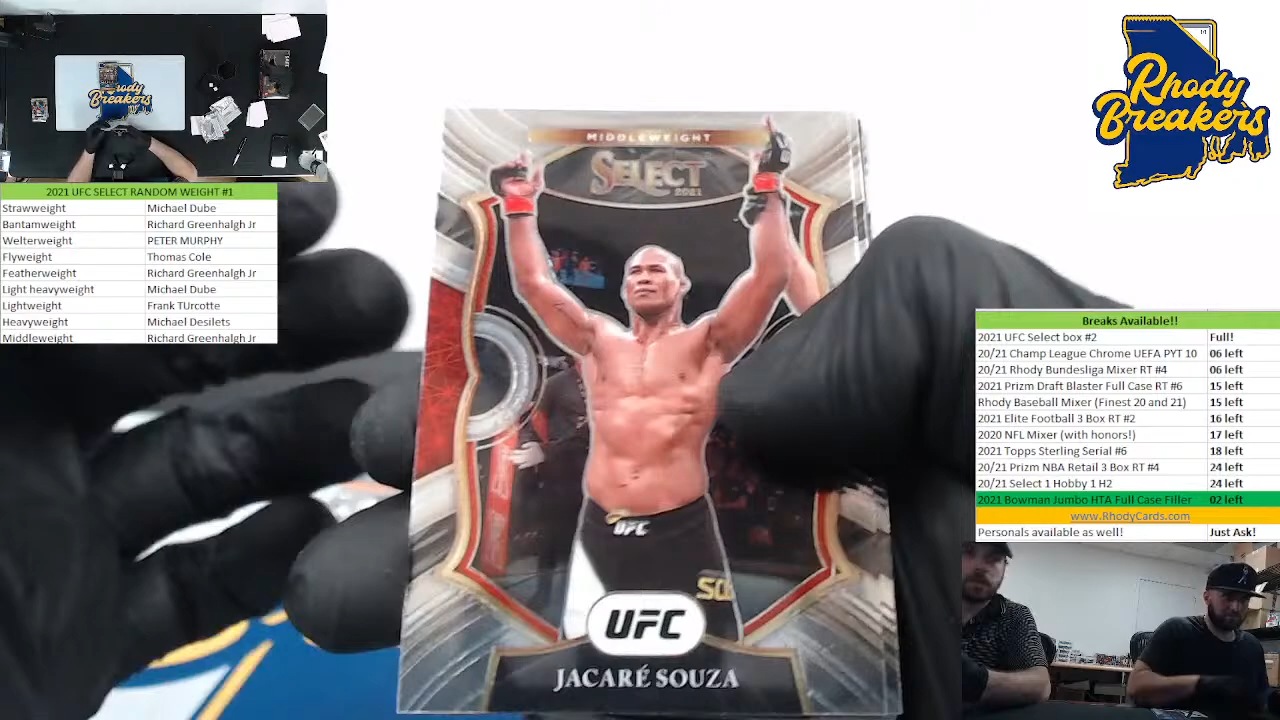 2021 UFC SELECT RANDOM WEIGHT #1
Strawweight Michael Dube
Bantamweight Richard Greenhalgh Jr
Welterweight PETER MURPHY
Flyweight Thomas Cole
Featherweight Richard Greenhalgh Jr
Light heavyweight Michael Dube
Lightweight Frank TUrcotte
Heavyweight Michael Desilets
Middleweight Richard Greenhalgh Jr
Rhody
Breakers
MIDDLEWEIGHT
SELECT
2021
UFC
UFC
JACARÉ SOUZA
Rhody
Breakers
Breaks Available!!
2021 UFC Select box #2 Full!
20/21 Champ League Chrome UEFA PYT 10 06 left
20/21 Rhody Bundesliga Mixer RT #4 06 left
2021 Prizm Draft Blaster Full Case RT #6 15 left
Rhody Baseball Mixer (Finest 20 and 21) 15 left
2021 Elite Football 3 Box RT #2 16 left
2020 NFL Mixer (with honors!) 17 left
2021 Topps Sterling Serial #6 18 left
20/21 Prizm NBA Retail 3 Box RT #4 24 left
20/21 Select 1 Hobby 1 H2 24 left
2021 Bowman Jumbo HTA Full Case Filler 02 left
www.RhodyCards.com
Personals available as well! Just Ask!